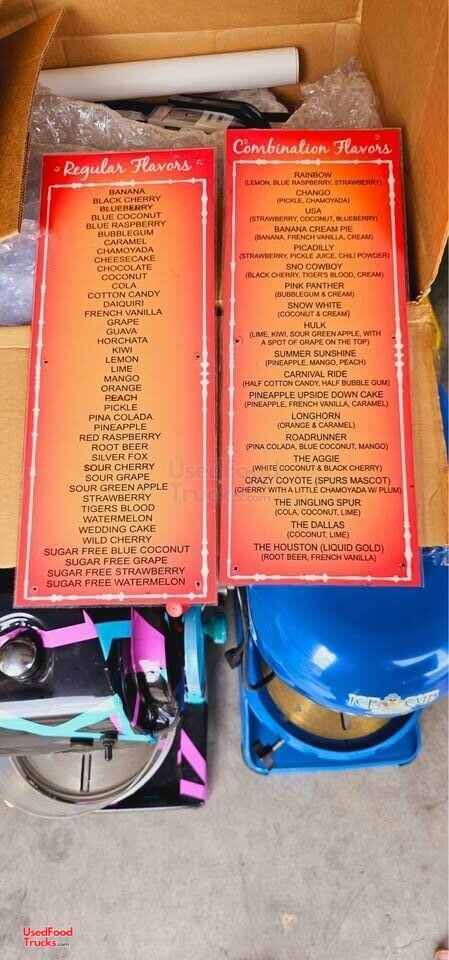 Regular Flavors
BANANA
BLACK CHERRY
BLUEBERRY
BLUE COCONUT
BLUE RASPBERRY
BUBBLEGUM
CARAMEL
CHAMOYADA
CHEESECAKE
CHOCOLATE
COCONUT
COLA
COTTON CANDY
DAIQUIRI
FRENCH VANILLA
GRAPE
GUAVA
HORCHATA
KIWI
LEMON
LIME
MANGO
ORANGE
PEACH
PICKLE
PINA COLADA
PINEAPPLE
RED RASPBERRY
ROOT BEER
SILVER FOX
SOUR CHERRY
SOUR GRAPE
SOUR GREEN APPLE
STRAWBERRY
TIGERS BLOOD
WATERMELON
WEDDING CAKE
WILD CHERRY
SUGAR FREE BLUE COCONUT
SUGAR FREE GRAPE
SUGAR FREE STRAWBERRY
SUGAR FREE WATERMELON
Combination Flavors
RAINBOW
(LEMON, BLUE RASPBERRY, STRAWBERRY)
CHANGO
(PICKLE, CHAMOYADA)
USA
(STRAWBERRY, COCONUT, BLUEBERRY)
BANANA CREAM PIE
(BANANA, FRENCH VANILLA, CREAM)
PICADILLY
(STRAWBERRY, PICKLE JUICE, CHILI POWDER)
SNO COWBOY
(BLACK CHERRY, TIGER'S BLOOD, CREAM)
PINK PANTHER
(BUBBLEGUM & CREAM)
SNOW WHITE
(COCONUT & CREAM)
HULK
(LIME, KIWI, SOUR GREEN APPLE, WITH
A SPOT OF GRAPE ON THE TOP)
SUMMER SUNSHINE
(PINEAPPLE, MANGO, PEACH)
CARNIVAL RIDE
(HALF COTTON CANDY, HALF BUBBLE GUM)
PINEAPPLE UPSIDE DOWN CAKE
(PINEAPPLE, FRENCH VANILLA, CARAMEL)
LONGHORN
(ORANGE & CARAMEL)
ROADRUNNER
(PINA COLADA, BLUE COCONUT, MANGO)
THE AGGIE
(WHITE COCONUT & BLACK CHERRY)
CRAZY COYOTE (SPURS MASCOT)
(CHERRY WITH A LITTLE CHAMOYADA W/ PLUM)
THE JINGLING SPUR
(COLA, COCONUT, LIME)
THE DALLAS
(COCONUT, LIME)
THE HOUSTON (LIQUID GOLD)
(ROOT BEER, FRENCH VANILLA)
UsedFood
Trucks.com
UsedFood
Trucks.com